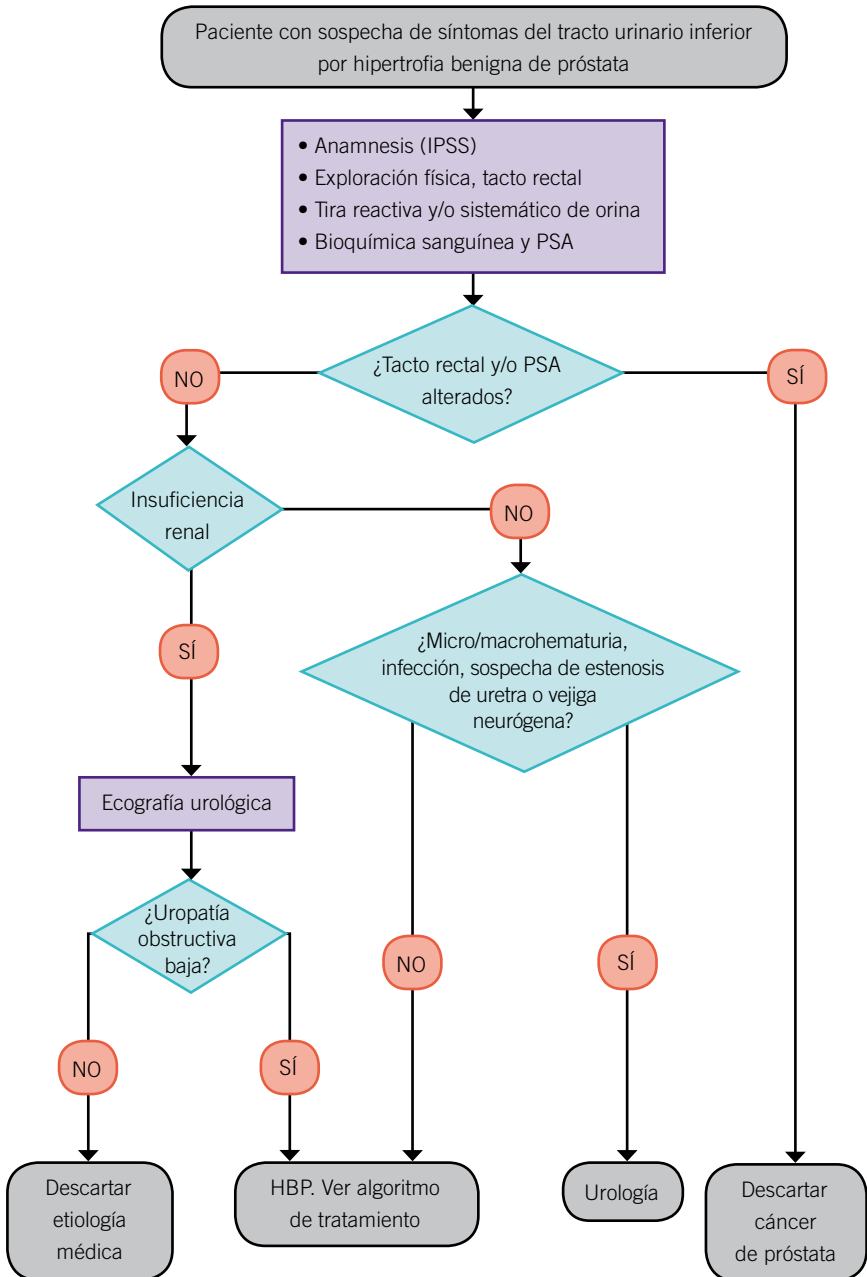 Paciente con sospecha de síntomas del tracto urinario inferior
por hipertrofia benigna de próstata
• Anamnesis (IPSS)
• Exploración física, tacto rectal
• Tira reactiva y/o sistemático de orina
• Bioquímica sanguínea y PSA
¿Tacto rectal y/o PSA
alterados?
NO
SÍ
Insuficiencia
renal
NO
SÍ
¿Micro/macrohematuria,
infección, sospecha de estenosis
de uretra o vejiga
neurógena?
Ecografía urológica
¿Uropatía
obstructiva
baja?
NO
SÍ
NO
SÍ
Descartar
etiología
médica
HBP. Ver algoritmo
de tratamiento
Urología
Descartar
cáncer
de próstata